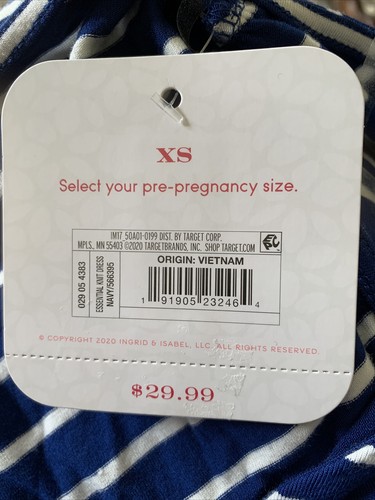 XS
Select your pre-pregnancy size.
IM17 50A01-0199 DIST. BY TARGET CORP.
MPLS, MN 55403 ©2020 TARGETBRANDS, INC. SHOP TARGET.COM
029 05 4383
ESSENTIAL KNIT DRESS
NAVY/566395
ORIGIN: VIETNAM
1 91905 23246 4
© COPYRIGHT 2020 INGRID & ISABEL, LLC. ALL RIGHTS RESERVED.
$29.99